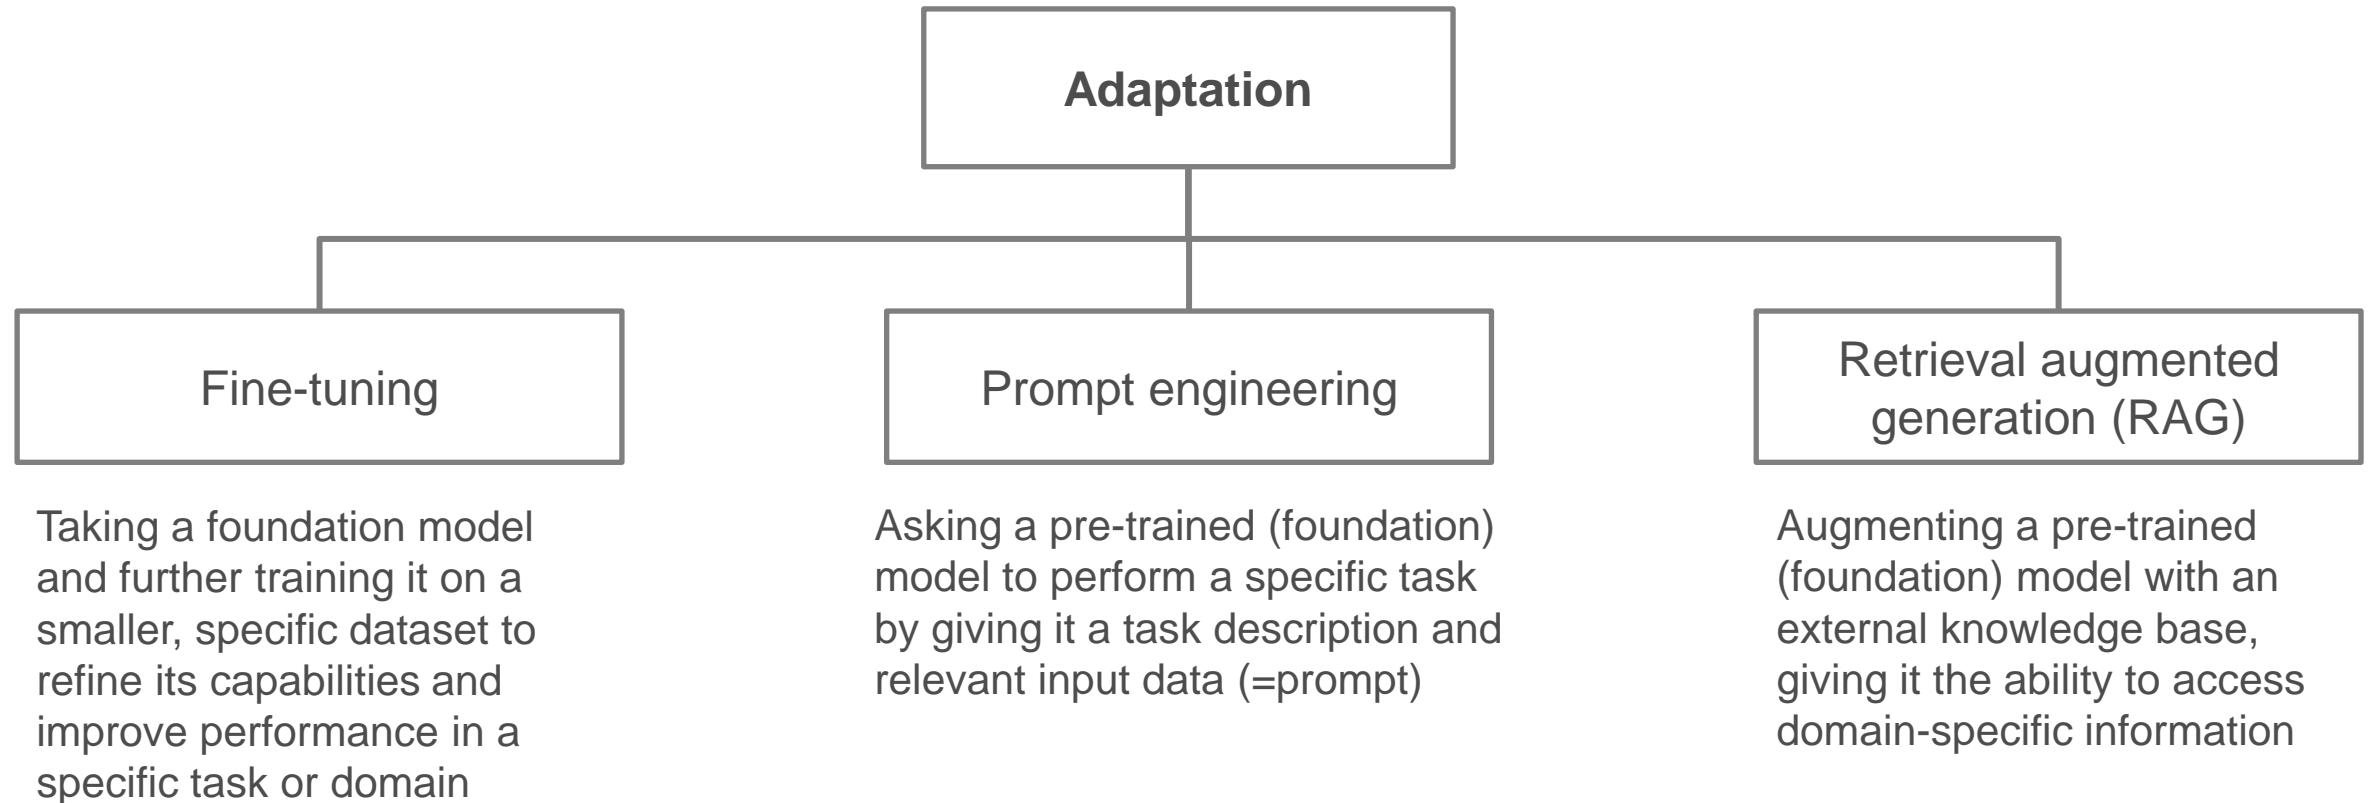 Adaptation
Fine-tuning
Prompt engineering
Retrieval augmented
generation (RAG)
Taking a foundation model
and further training it on a
smaller, specific dataset to
refine its capabilities and
improve performance in a
specific task or domain
Asking a pre-trained (foundation)
model to perform a specific task
by giving it a task description and
relevant input data (=prompt)
Augmenting a pre-trained
(foundation) model with an
external knowledge base,
giving it the ability to access
domain-specific information